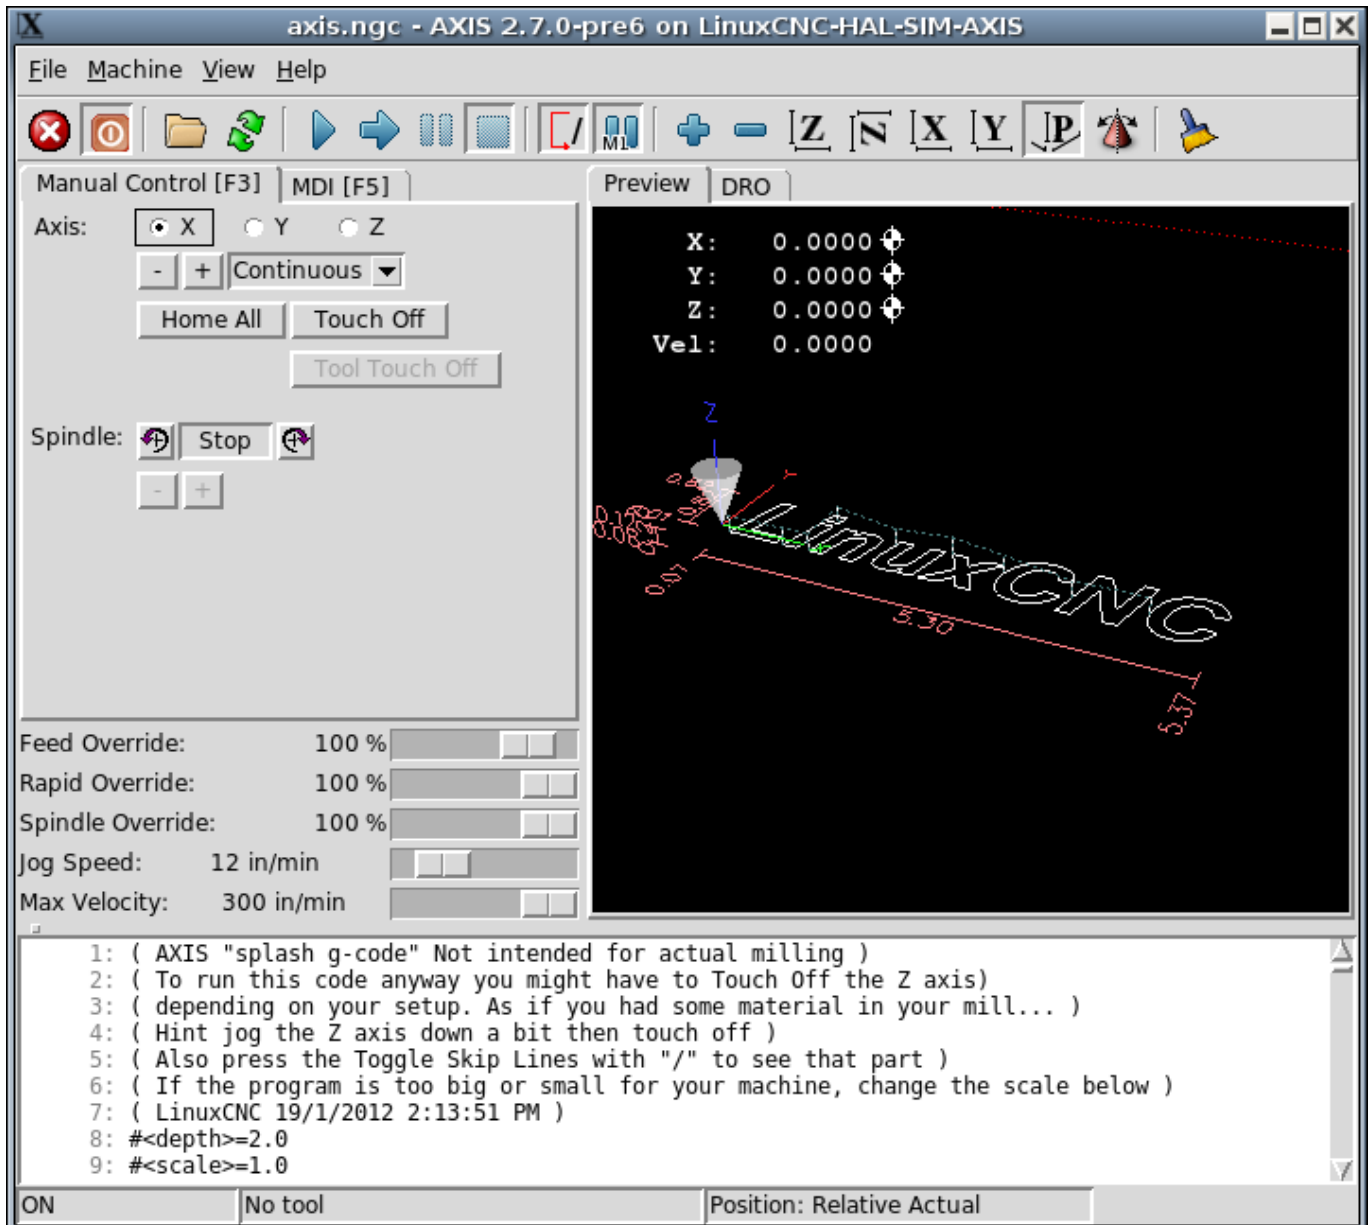 axis.ngc - AXIS 2.7.0-pre6 on LinuxCNC-HAL-SIM-AXIS
File Machine View Help
M1 Z N X Y P
Manual Control [F3] MDI [F5]
Axis: X Y Z
- + Continuous
Home All Touch Off
Tool Touch Off
Spindle: Stop
- +
Feed Override: 100 %
Rapid Override: 100 %
Spindle Override: 100 %
Jog Speed: 12 in/min
Max Velocity: 300 in/min
Preview DRO
X: 0.0000
Y: 0.0000
Z: 0.0000
Vel: 0.0000
Z
Y
LinuxCNC
0.07
5.30
5.37
1: ( AXIS "splash g-code" Not intended for actual milling )
2: ( To run this code anyway you might have to Touch Off the Z axis)
3: ( depending on your setup. As if you had some material in your mill... )
4: ( Hint jog the Z axis down a bit then touch off )
5: ( Also press the Toggle Skip Lines with "/" to see that part )
6: ( If the program is too big or small for your machine, change the scale below )
7: ( LinuxCNC 19/1/2012 2:13:51 PM )
8: #<depth>=2.0
9: #<scale>=1.0
ON No tool Position: Relative Actual